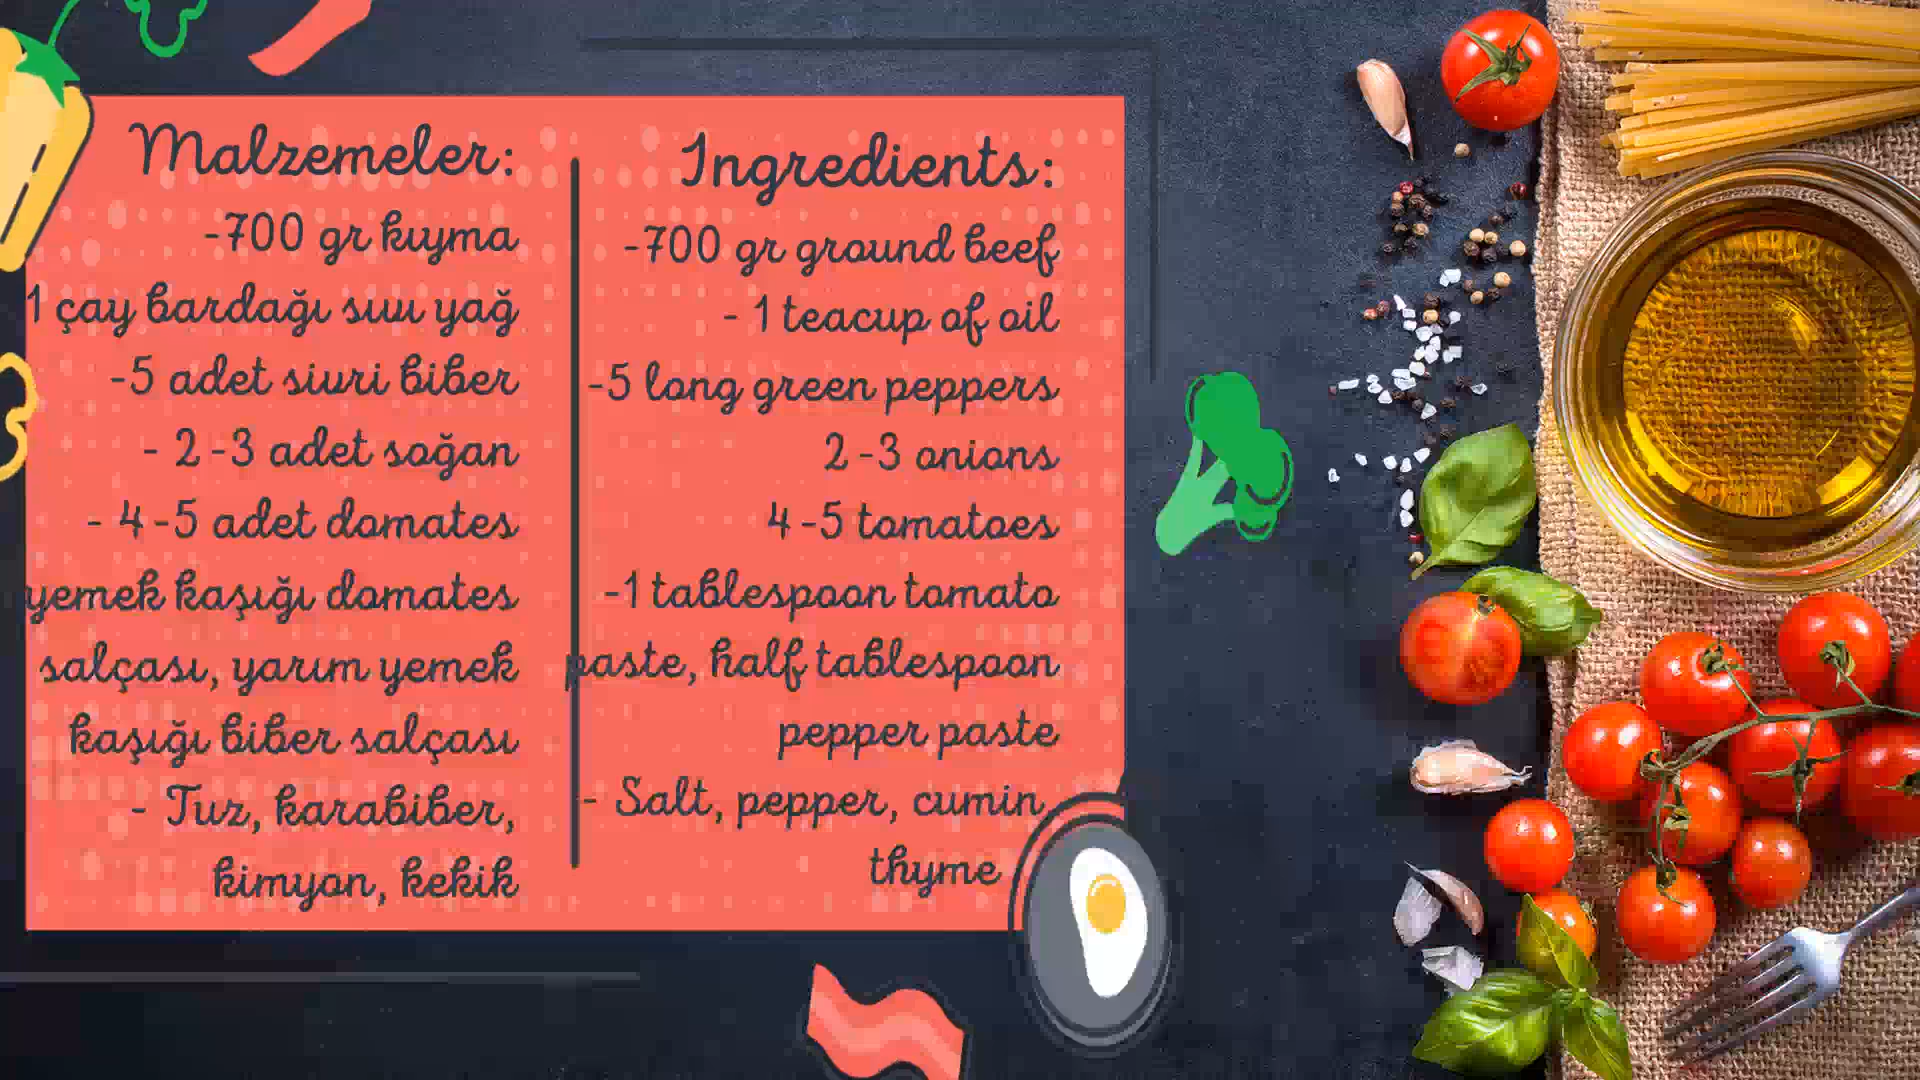 Malzemeler:
-700 gr kıyma
1 çay bardağı sıvı yağ
-5 adet sivri biber
- 2-3 adet soğan
- 4-5 adet domates
yemek kaşığı domates
salçası, yarım yemek
kaşığı biber salçası
- Tuz, karabiber,
kimyon, kekik
Ingredients:
-700 gr ground beef
- 1 teacup of oil
-5 long green peppers
2-3 onions
4-5 tomatoes
-1 tablespoon tomato
paste, half tablespoon
pepper paste
- Salt, pepper, cumin
thyme